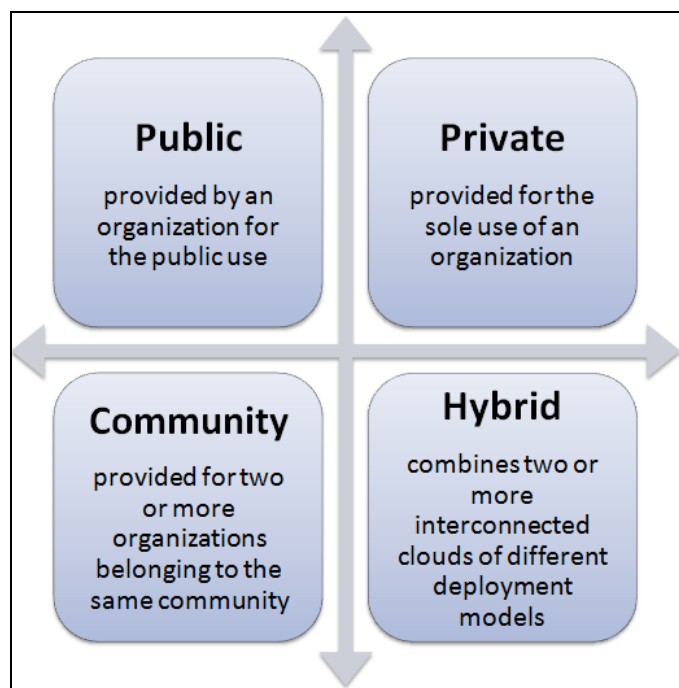 Public
provided by an
organization for
the public use
Private
provided for the
sole use of an
organization
Community
provided for two
or more
organizations
belonging to the
same community
Hybrid
combines two or
more
interconnected
clouds of different
deployment
models